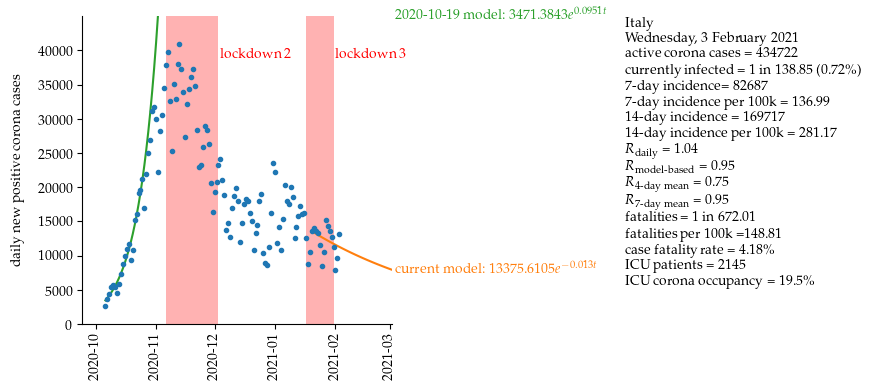 2020-10-19 model: 3471.3843e^0.0951t
lockdown2
lockdown3
current model: 13375.6105e^−0.013t
daily new positive corona cases
40000
35000
30000
25000
20000
15000
10000
5000
0
2020-10
2020-11
2020-12
2021-01
2021-02
2021-03
Italy
Wednesday, 3 February 2021
active corona cases = 434722
currently infected = 1 in 138.85 (0.72%)
7-day incidence= 82687
7-day incidence per 100k = 136.99
14-day incidence = 169717
14-day incidence per 100k = 281.17
R_daily = 1.04
R_model-based = 0.95
R_4-day mean = 0.75
R_7-day mean = 0.95
fatalities = 1 in 672.01
fatalities per 100k =148.81
case fatality rate = 4.18%
ICU patients = 2145
ICU corona occupancy = 19.5%